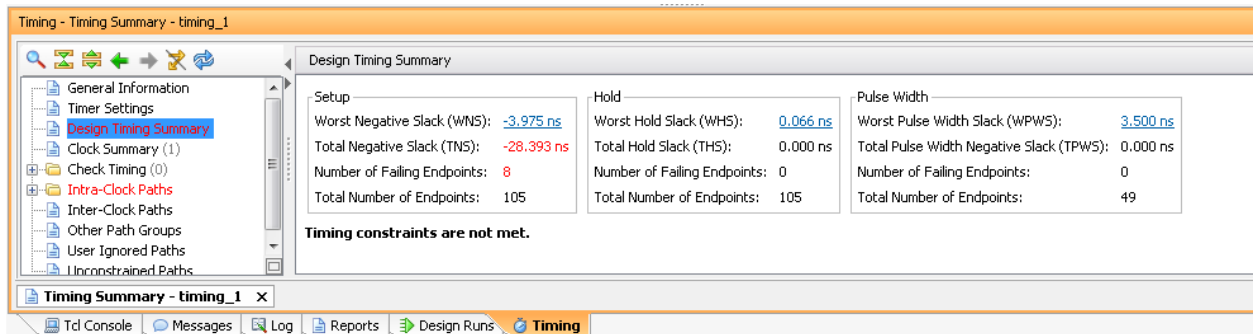 Timing - Timing Summary - timing_1
General Information
Timer Settings
Design Timing Summary
Clock Summary (1)
Check Timing (0)
Intra-Clock Paths
Inter-Clock Paths
Other Path Groups
User Ignored Paths
Unconstrained Paths
Design Timing Summary
Setup
Worst Negative Slack (WNS): -3.975 ns
Total Negative Slack (TNS): -28.393 ns
Number of Failing Endpoints: 8
Total Number of Endpoints: 105
Hold
Worst Hold Slack (WHS): 0.066 ns
Total Hold Slack (THS): 0.000 ns
Number of Failing Endpoints: 0
Total Number of Endpoints: 105
Pulse Width
Worst Pulse Width Slack (WPWS): 3.500 ns
Total Pulse Width Negative Slack (TPWS): 0.000 ns
Number of Failing Endpoints: 0
Total Number of Endpoints: 49
Timing constraints are not met.
Timing Summary - timing_1 x
Tcl Console Messages Log Reports Design Runs Timing